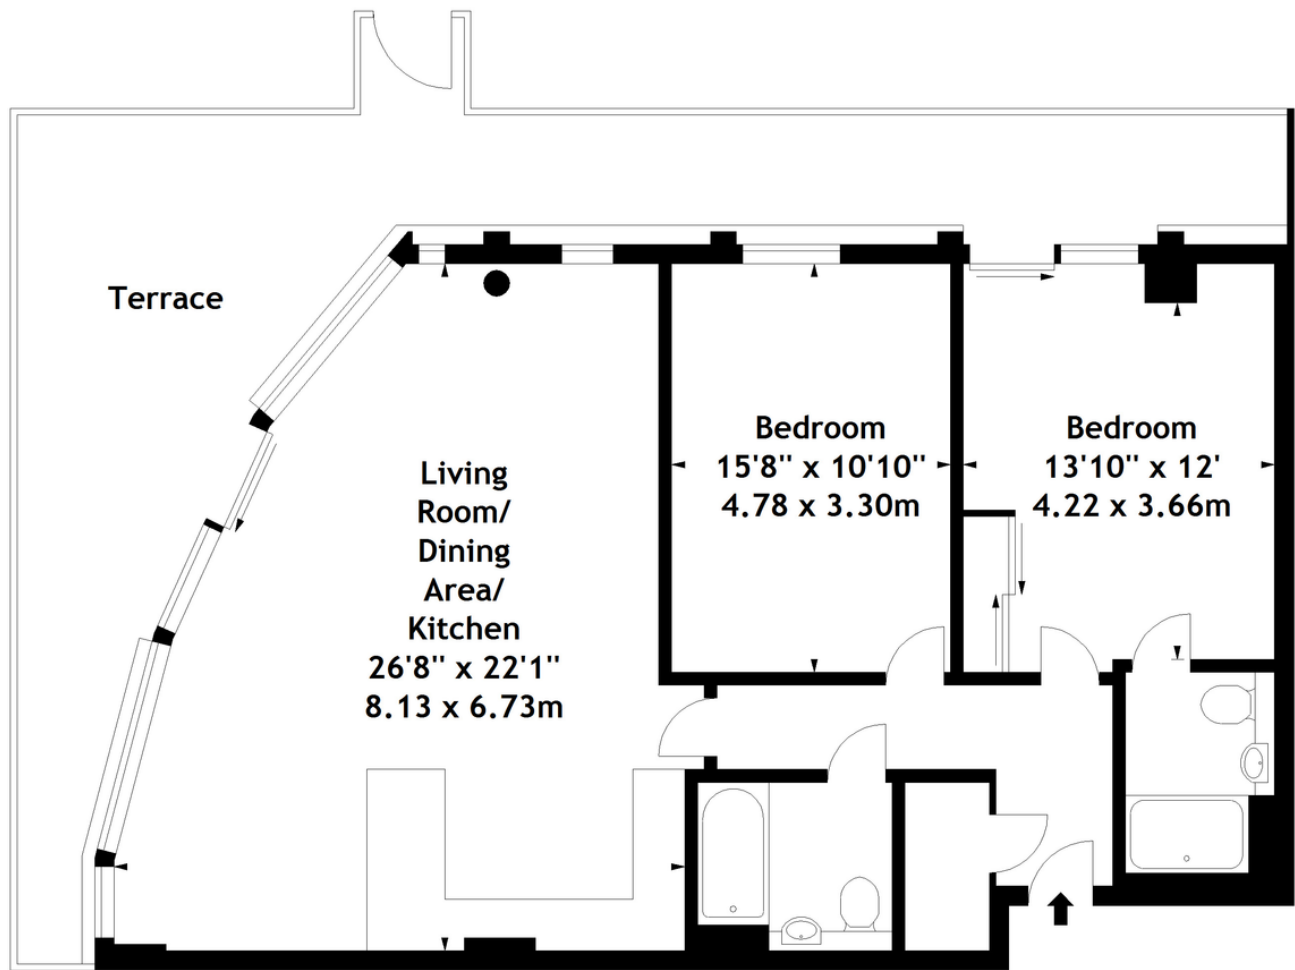 Terrace
Living
Room/
Dining
Area/
Kitchen
26'8" x 22'1"
8.13 x 6.73m
Bedroom
15'8" x 10'10"
4.78 x 3.30m
Bedroom
13'10" x 12'
4.22 x 3.66m